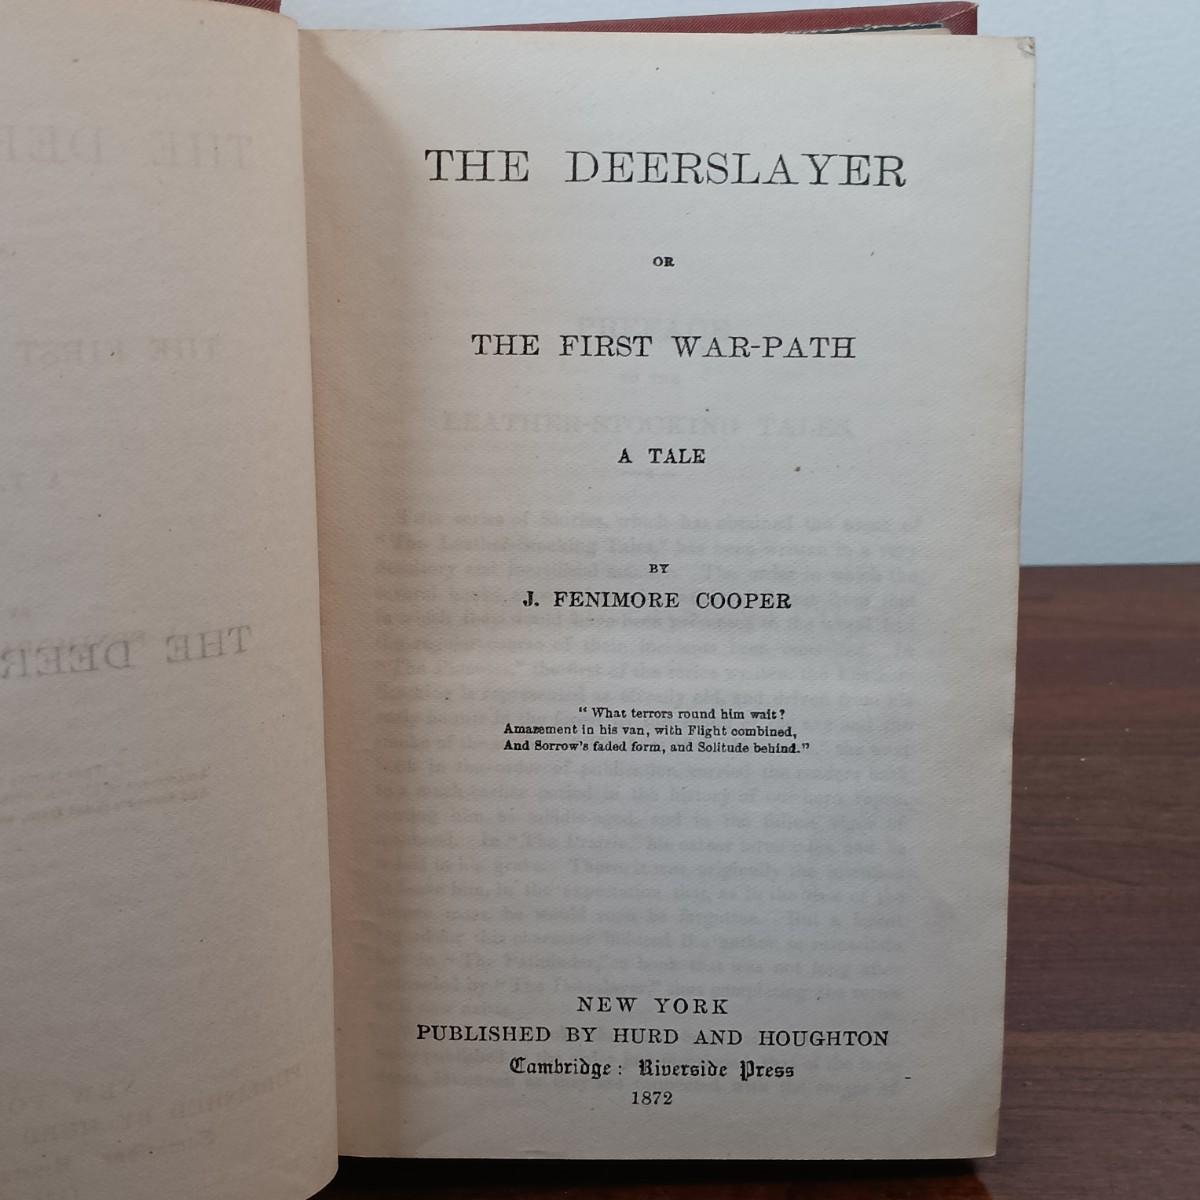 THE DEERSLAYER
OR
THE FIRST WAR-PATH
A TALE
BY
J. FENIMORE COOPER
“ What terrors round him wait?
Amazement in his van, with Flight combined,
And Sorrow's faded form, and Solitude behind.”
NEW YORK
PUBLISHED BY HURD AND HOUGHTON
Cambridge: Riverside Press
1872